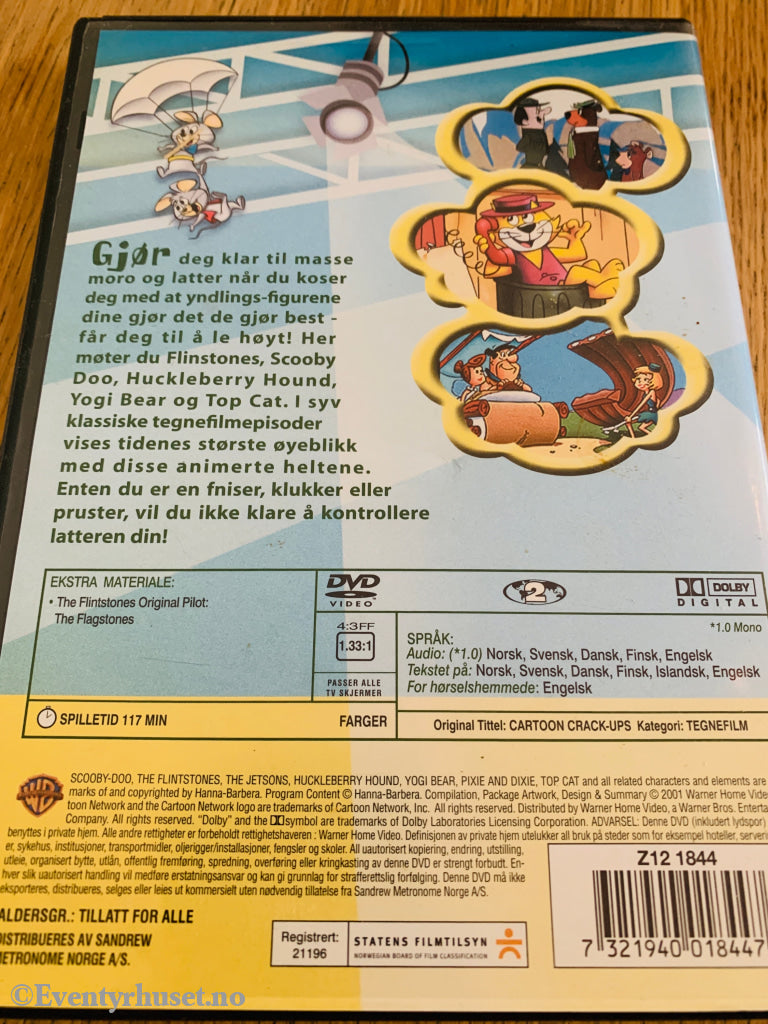 Gjør deg klar til masse
moro og latter når du koser
deg med at yndlings-figurene
dine gjør det de gjør best -
får deg til å le høyt! Her
møter du Flinstones, Scooby
Doo, Huckleberry Hound,
Yogi Bear og Top Cat. I syv
klassiske tegnefilmepisoder
vises tidenes største øyeblikk
med disse animerte heltene.
Enten du er en fniser, klukker eller
pruster, vil du ikke klare å kontrollere
latteren din!
EKSTRA MATERIALE:
• The Flintstones Original Pilot:
The Flagstones
DVD
VIDEO
2
DOLBY
DIGITAL
*1.0 Mono
4:3FF
1.33:1
PASSER ALLE
TV SKJERMER
SPRÅK:
Audio: (*1.0) Norsk, Svensk, Dansk, Finsk, Engelsk
Tekstet på: Norsk, Svensk, Dansk, Finsk, Islandsk, Engelsk
For hørselshemmede: Engelsk
SPILLETID 117 MIN
FARGER
Original Tittel: CARTOON CRACK-UPS Kategori: TEGNEFILM
WB
SCOOBY-DOO, THE FLINTSTONES, THE JETSONS, HUCKLEBERRY HOUND, YOGI BEAR, PIXIE AND DIXIE, TOP CAT and all related characters and elements are
marks of and copyrighted by Hanna-Barbera. Program Content © Hanna-Barbera. Compilation, Package Artwork, Design & Summary © 2001 Warner Home Vide
toon Network and the Cartoon Network logo are trademarks of Cartoon Network, Inc. All rights reserved. Distributed by Warner Home Video, a Warner Bros. Enterta
Company. All rights reserved. "Dolby" and the symbol are trademarks of Dolby Laboratories Licensing Corporation. ADVARSEL: Denne DVD (inkludert lydspor)
benyttes i privat hjem. Alle andre rettigheter er forbeholdt rettighetshaveren : Warner Home Video. Definisjonen av privat hjem utelukker all bruk på steder som for eksempel hoteller, serveri
er, sykehus, institusjoner, transportmidler, oljerigger/installasjoner, fengsler og skoler. All uautorisert kopiering, endring, utstilling,
utleie, organisert bytte, utlån, offentlig fremføring, spredning, overføring eller kringkasting av denne DVD er strengt forbudt. En-
hver slik uautorisert handling vil medføre erstatningsansvar og kan gi grunnlag for strafferettslig forfølging. Denne DVD må ikke
eksporteres, distribueres, selges eller leies ut kommersielt uten nødvendig tillatelse fra Sandrew Metronome Norge A/S.
ALDERSGR.: TILLATT FOR ALLE
DISTRIBUERES AV SANDREW
METRONOME NORGE A/S.
Registrert:
21196
STATENS FILMTILSYN
NORWEGIAN BOARD OF FILM CLASSIFICATION
Z12 1844
7 321940 018447
©Eventyrhuset.no